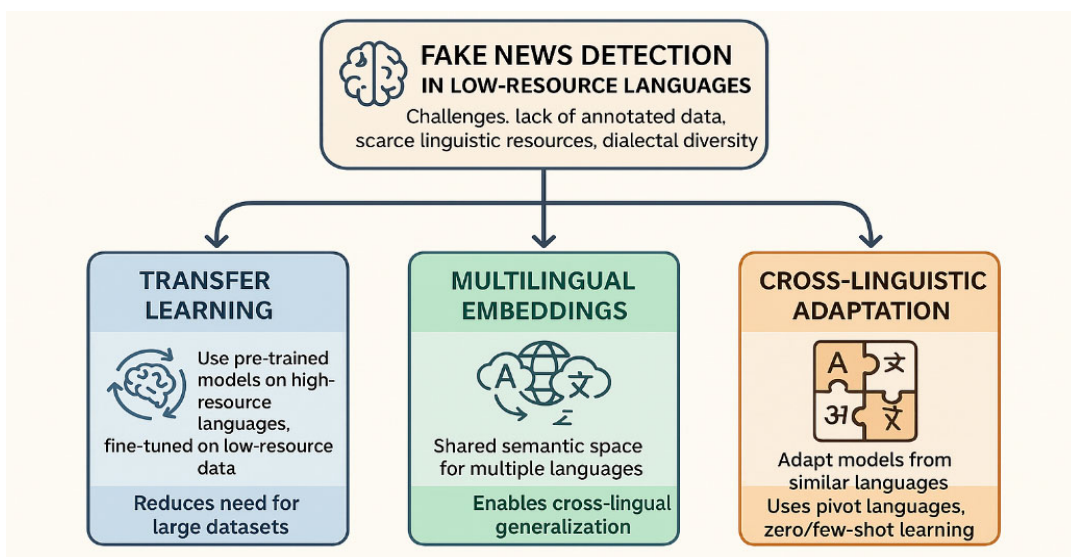 FAKE NEWS DETECTION
IN LOW-RESOURCE LANGUAGES
Challenges. lack of annotated data,
scarce linguistic resources, dialectal diversity
TRANSFER
LEARNING
Use pre-trained
models on high-
resource
languages,
fine-tuned on low-resource
data
Reduces need for
large datasets
MULTILINGUAL
EMBEDDINGS
A
文
Shared semantic space
for multiple languages
Enables cross-lingual
generalization
CROSS-LINGUISTIC
ADAPTATION
A 文
अ 文
Adapt models from
similar languages
Uses pivot languages,
zero/few-shot learning